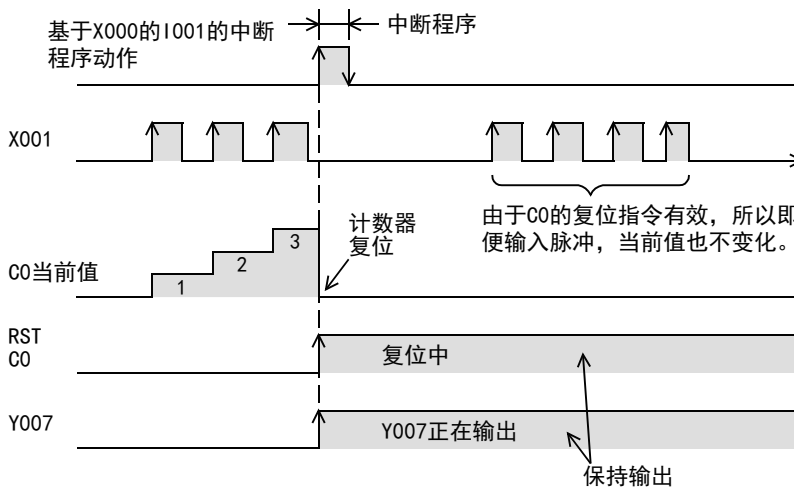 基于X000的I001的中断
程序动作
中断程序
X001
由于C0的复位指令有效，所以即
便输入脉冲，当前值也不变化。
计数器
复位
C0当前值
1
2
3
RST
C0
复位中
Y007
Y007正在输出
保持输出